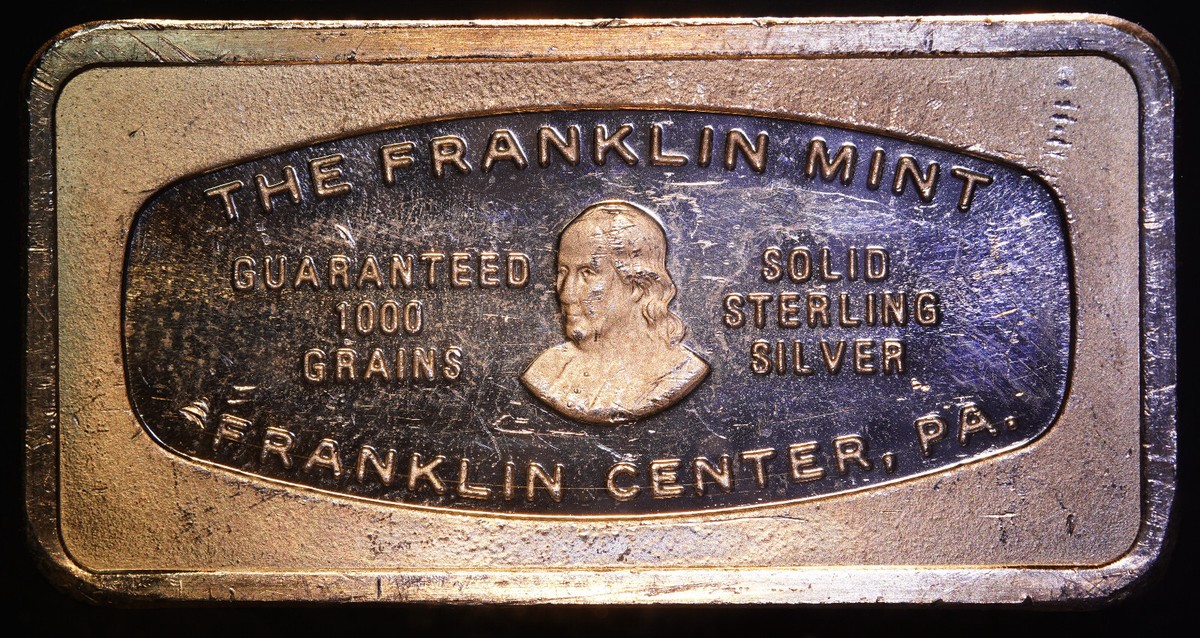 THE FRANKLIN MINT
GUARANTEED
1000
GRAINS
SOLID
STERLING
SILVER
FRANKLIN CENTER, PA.